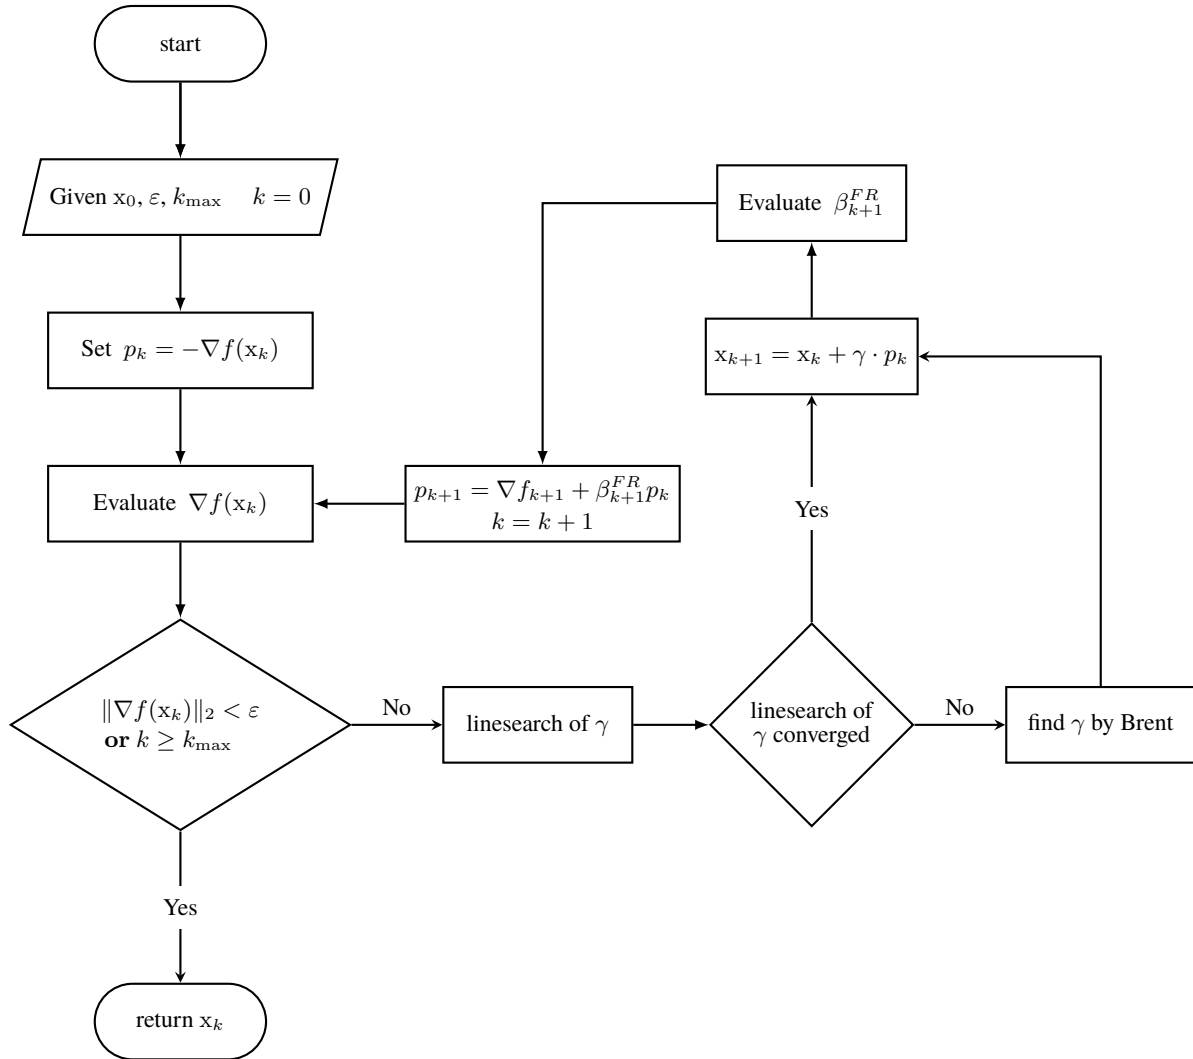 start
Given x₀, ε, k_max k = 0
Set p_k = −∇f(x_k)
Evaluate ∇f(x_k)
‖∇f(x_k)‖₂ < ε
or k ≥ k_max
Yes
return x_k
No
linesearch of γ
linesearch of
γ converged
No
find γ by Brent
Yes
x_{k+1} = x_k + γ · p_k
Evaluate β_{k+1}^{FR}
p_{k+1} = ∇f_{k+1} + β_{k+1}^{FR} p_k
k = k + 1